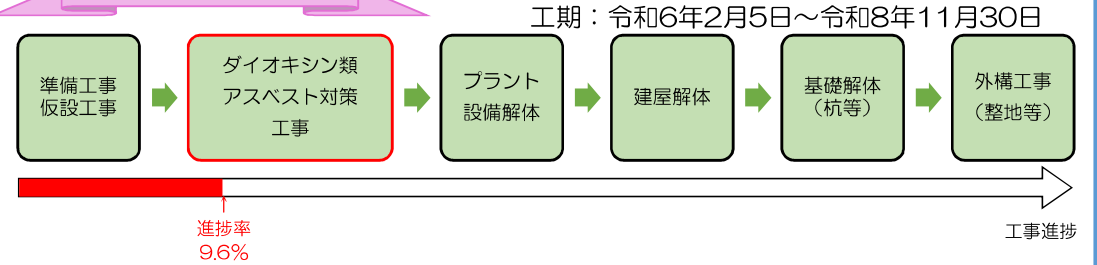 工期：令和6年2月5日～令和8年11月30日
準備工事
仮設工事
ダイオキシン類
アスベスト対策
工事
プラント
設備解体
建屋解体
基礎解体
（杭等）
外構工事
（整地等）
進捗率
9.6%
工事進捗